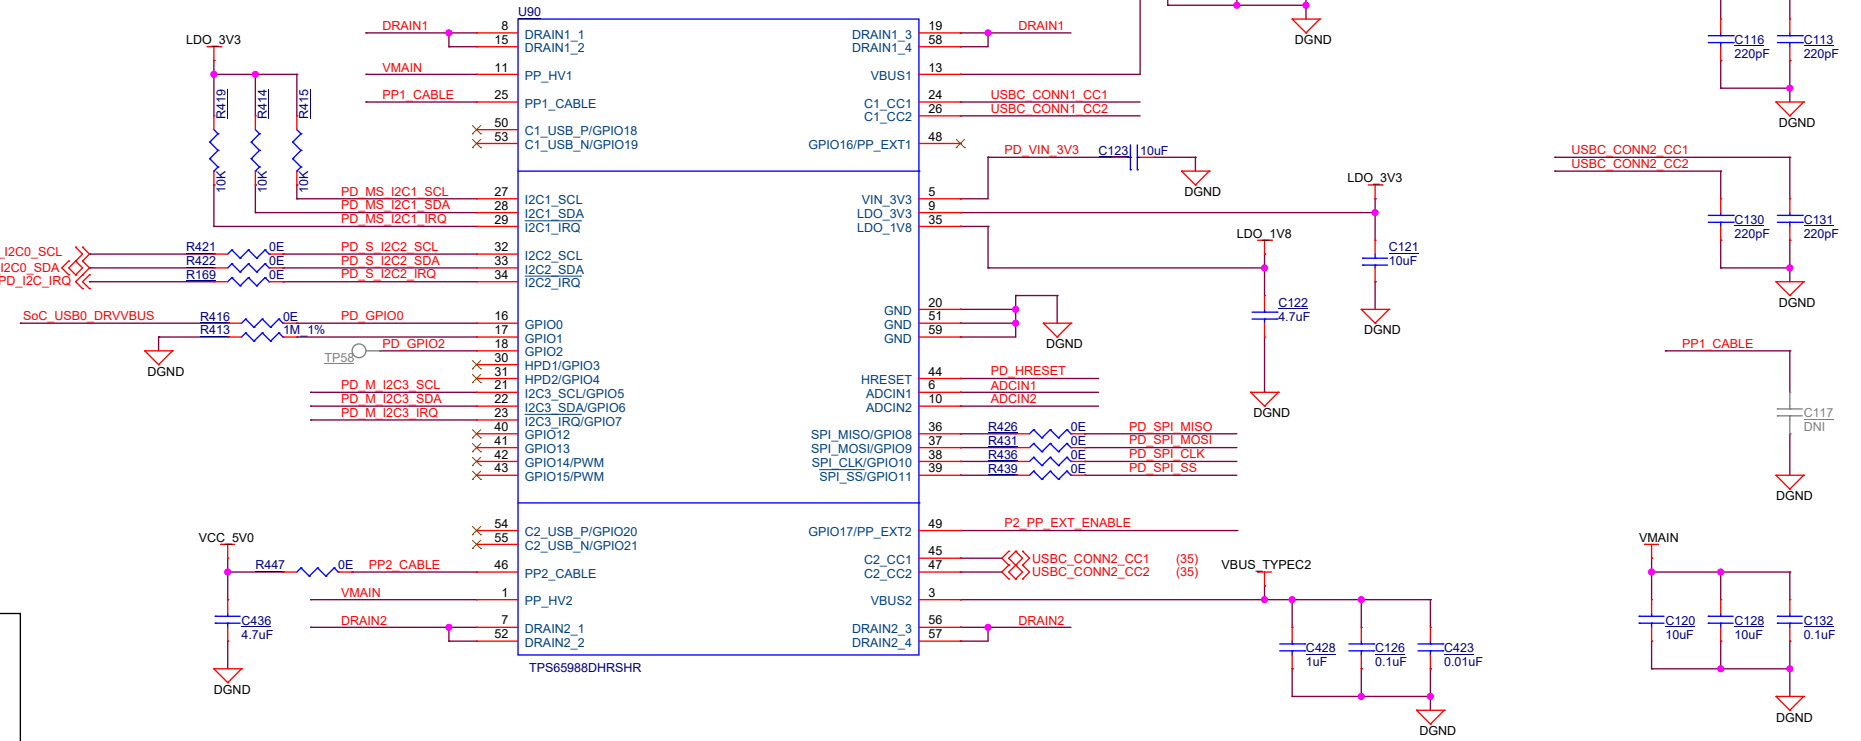 U90
DRAIN1 8 DRAIN1_1 DRAIN1_3 19 DRAIN1
15 DRAIN1_2 DRAIN1_4 58
LDO_3V3
DGND
C116 220pF
C113 220pF
VMAIN 11 PP_HV1 VBUS1 13
PP1_CABLE 25 PP1_CABLE C1_CC1 24 USBC_CONN1_CC1
C1_CC2 26 USBC_CONN1_CC2
R419 R414 R415
DGND
50 C1_USB_P/GPIO18
53 C1_USB_N/GPIO19 GPIO16/PP_EXT1 48
PD_VIN_3V3 C123 10uF
USBC_CONN2_CC1
USBC_CONN2_CC2
10K 10K 10K
DGND
LDO_3V3
PD_MS_I2C1_SCL 27 I2C1_SCL VIN_3V3 5
PD_MS_I2C1_SDA 28 I2C1_SDA LDO_3V3 9
PD_MS_I2C1_IRQ 29 I2C1_IRQ LDO_1V8 35
C130 220pF
C131 220pF
LDO_1V8
I2C0_SCL R421 0E PD_S_I2C2_SCL 32 I2C2_SCL
I2C0_SDA R422 0E PD_S_I2C2_SDA 33 I2C2_SDA
PD_I2C_IRQ R169 0E PD_S_I2C2_IRQ 34 I2C2_IRQ
C121 10uF
DGND
C122 4.7uF
GND 20
GND 51
GND 59
DGND
DGND
SoC_USB0_DRVVBUS R416 0E PD_GPIO0 16 GPIO0
R413 1M_1% 17 GPIO1
TP58 PD_GPIO2 18 GPIO2
DGND
30 HPD1/GPIO3
31 HPD2/GPIO4 HRESET 44 PD_HRESET
PD_M_I2C3_SCL 21 I2C3_SCL/GPIO5 ADCIN1 6 ADCIN1
PD_M_I2C3_SDA 22 I2C3_SDA/GPIO6 ADCIN2 10 ADCIN2
PD_M_I2C3_IRQ 23 I2C3_IRQ/GPIO7
DGND
PP1_CABLE
C117 DNI
DGND
40 GPIO12 SPI_MISO/GPIO8 36 R426 0E PD_SPI_MISO
41 GPIO13 SPI_MOSI/GPIO9 37 R431 0E PD_SPI_MOSI
42 GPIO14/PWM SPI_CLK/GPIO10 38 R436 0E PD_SPI_CLK
43 GPIO15/PWM SPI_SS/GPIO11 39 R439 0E PD_SPI_SS
VCC_5V0
54 C2_USB_P/GPIO20 GPIO17/PP_EXT2 49 P2_PP_EXT_ENABLE
55 C2_USB_N/GPIO21
C2_CC1 45 USBC_CONN2_CC1 (35)
R447 0E PP2_CABLE 46 PP2_CABLE C2_CC2 47 USBC_CONN2_CC2 (35)
VBUS_TYPEC2
VMAIN
VMAIN 1 PP_HV2 VBUS2 3
C436 4.7uF
DRAIN2 7 DRAIN2_1 DRAIN2_3 56 DRAIN2
52 DRAIN2_2 DRAIN2_4 57
C120 10uF
C128 10uF
C132 0.1uF
C428 1uF
C126 0.1uF
C423 0.01uF
TPS65988DHRSHR
DGND
DGND
DGND